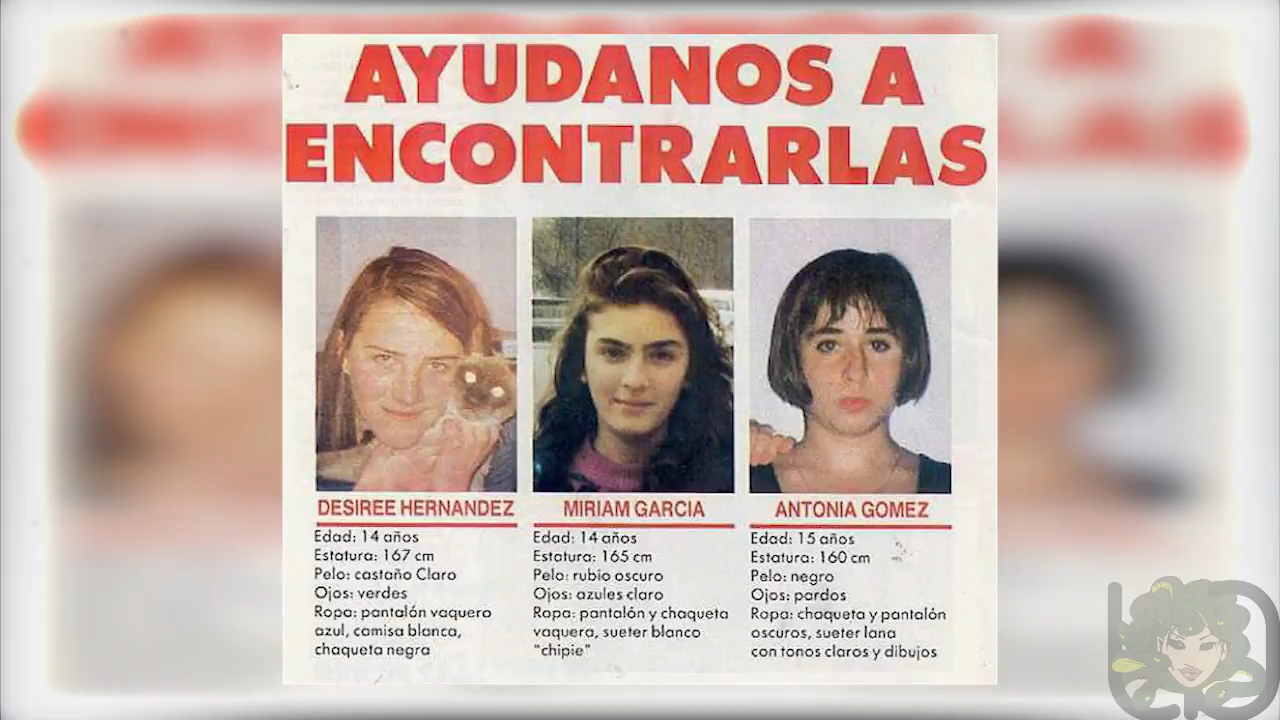 AYUDANOS A
ENCONTRARLAS
DESIREE HERNANDEZ
Edad: 14 años
Estatura: 167 cm
Pelo: castaño Claro
Ojos: verdes
Ropa: pantalón vaquero
azul, camisa blanca,
chaqueta negra
MIRIAM GARCIA
Edad: 14 años
Estatura: 165 cm
Pelo: rubio oscuro
Ojos: azules claro
Ropa: pantalón y chaqueta
vaquera, sueter blanco
"chipie"
ANTONIA GOMEZ
Edad: 15 años
Estatura: 160 cm
Pelo: negro
Ojos: pardos
Ropa: chaqueta y pantalón
oscuros, sueter lana
con tonos claros y dibujos